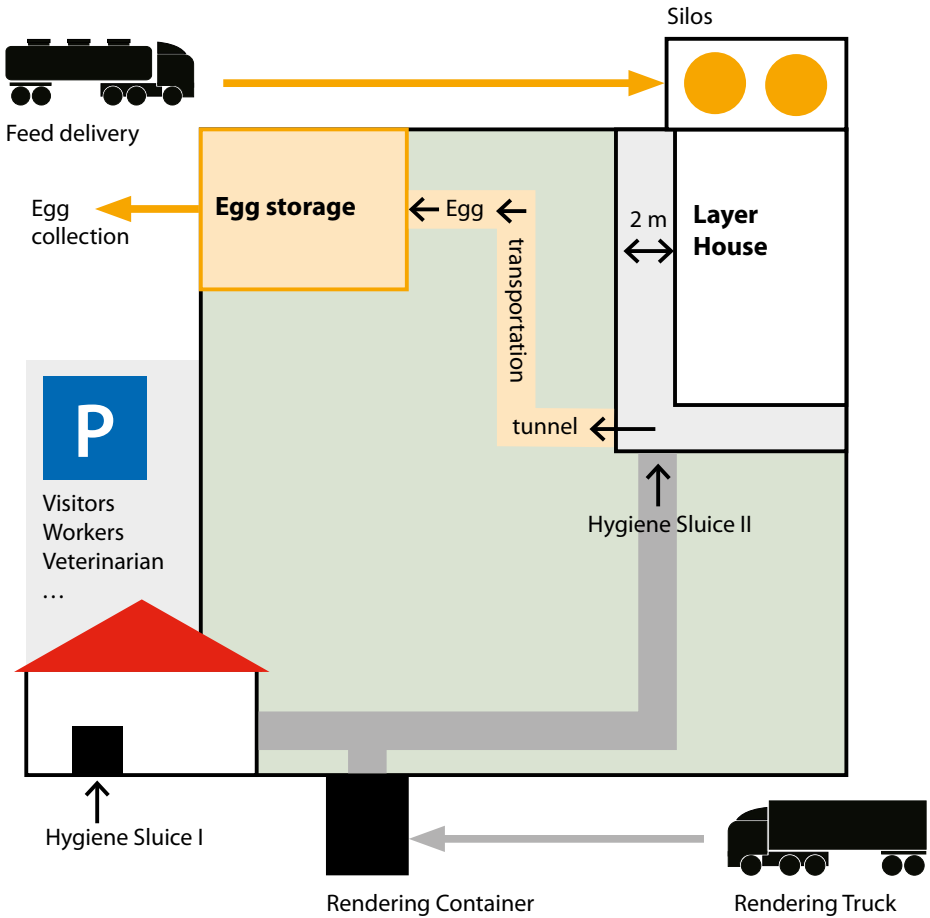 Silos
Feed delivery
Egg storage
Egg
collection
Egg
transportation
tunnel
2 m
Layer
House
P
Visitors
Workers
Veterinarian
…
Hygiene Sluice II
Hygiene Sluice I
Rendering Container
Rendering Truck